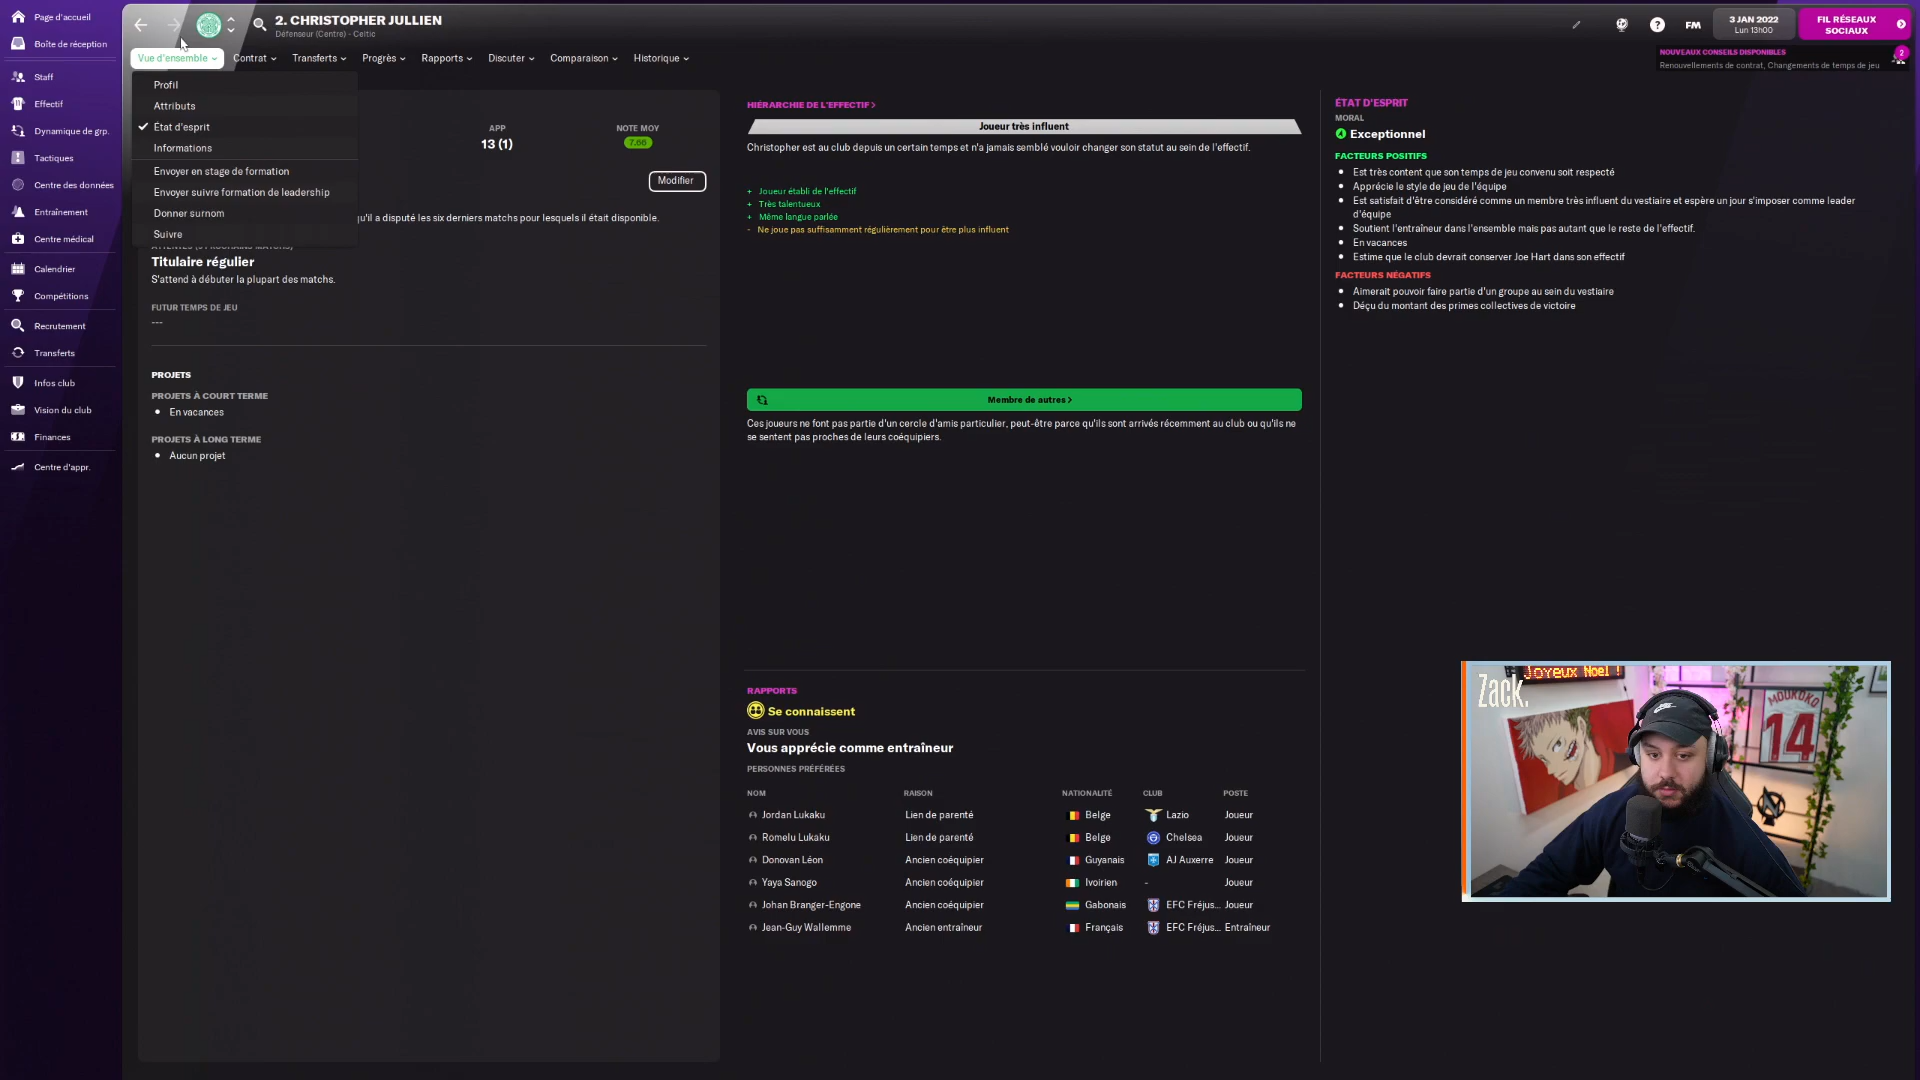 Page d'accueil
Boîte de réception
Staff
Effectif
Dynamique de grp.
Tactiques
Centre des données
Entraînement
Centre médical
Calendrier
Compétitions
Recrutement
Transferts
Infos club
Vision du club
Finances
Centre d'appr.
2. CHRISTOPHER JULLIEN
Défenseur (Centre) - Celtic
FM
3 JAN 2022
Lun 13h00
FIL RÉSEAUX
SOCIAUX
NOUVEAUX CONSEILS DISPONIBLES
Renouvellements de contrat, Changements de temps de jeu
2
Vue d'ensemble
Contrat
Transferts
Progrès
Rapports
Discuter
Comparaison
Historique
Profil
Attributs
État d'esprit
Informations
Envoyer en stage de formation
Envoyer suivre formation de leadership
Donner surnom
Suivre
APP
13 (1)
NOTE MOY
7.66
Modifier
qu'il a disputé les six derniers matchs pour lesquels il était disponible.
Titulaire régulier
S'attend à débuter la plupart des matchs.
FUTUR TEMPS DE JEU
---
PROJETS
PROJETS À COURT TERME
En vacances
PROJETS À LONG TERME
Aucun projet
HIÉRARCHIE DE L'EFFECTIF >
Joueur très influent
Christopher est au club depuis un certain temps et n'a jamais semblé vouloir changer son statut au sein de l'effectif.
+ Joueur établi de l'effectif
+ Très talentueux
+ Même langue parlée
- Ne joue pas suffisamment régulièrement pour être plus influent
Membre de autres >
Ces joueurs ne font pas partie d'un cercle d'amis particulier, peut-être parce qu'ils sont arrivés récemment au club ou qu'ils ne
se sentent pas proches de leurs coéquipiers.
RAPPORTS
Se connaissent
AVIS SUR VOUS
Vous apprécie comme entraîneur
PERSONNES PRÉFÉRÉES
NOM RAISON NATIONALITÉ CLUB POSTE
Jordan Lukaku Lien de parenté Belge Lazio Joueur
Romelu Lukaku Lien de parenté Belge Chelsea Joueur
Donovan Léon Ancien coéquipier Guyanais AJ Auxerre Joueur
Yaya Sanogo Ancien coéquipier Ivoirien - Joueur
Johan Branger-Engone Ancien coéquipier Gabonais EFC Fréjus... Joueur
Jean-Guy Wallemme Ancien entraîneur Français EFC Fréjus... Entraîneur
ÉTAT D'ESPRIT
MORAL
Exceptionnel
FACTEURS POSITIFS
Est très content que son temps de jeu convenu soit respecté
Apprécie le style de jeu de l'équipe
Est satisfait d'être considéré comme un membre très influent du vestiaire et espère un jour s'imposer comme leader
d'équipe
Soutient l'entraîneur dans l'ensemble mais pas autant que le reste de l'effectif.
En vacances
Estime que le club devrait conserver Joe Hart dans son effectif
FACTEURS NÉGATIFS
Aimerait pouvoir faire partie d'un groupe au sein du vestiaire
Déçu du montant des primes collectives de victoire
Joyeux Noel !
Zack.
MOUKOKO
14